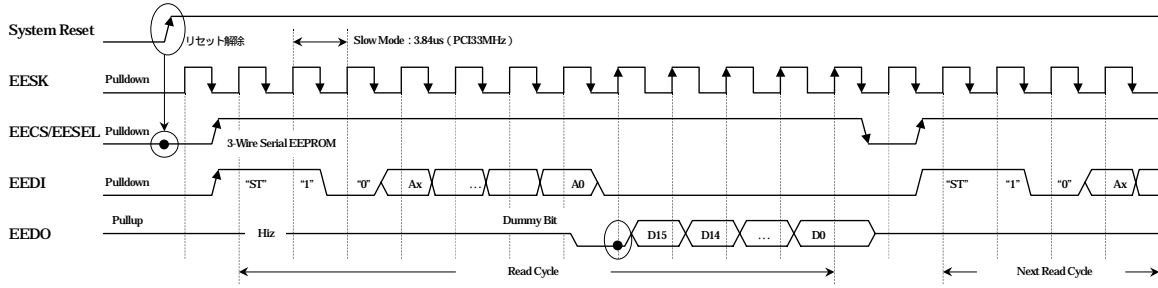 System Reset
リセット解除
Slow Mode : 3.84us ( PCI33MHz )
EESK
Pulldown
EECS/EESEL
Pulldown
3-Wire Serial EEPROM
EEDI
Pulldown
"ST" "1" "0" Ax ... A0 "ST" "1" "0" Ax
EEDO
Pullup
Hiz
Dummy Bit
D15 D14 ... D0
Read Cycle
Next Read Cycle